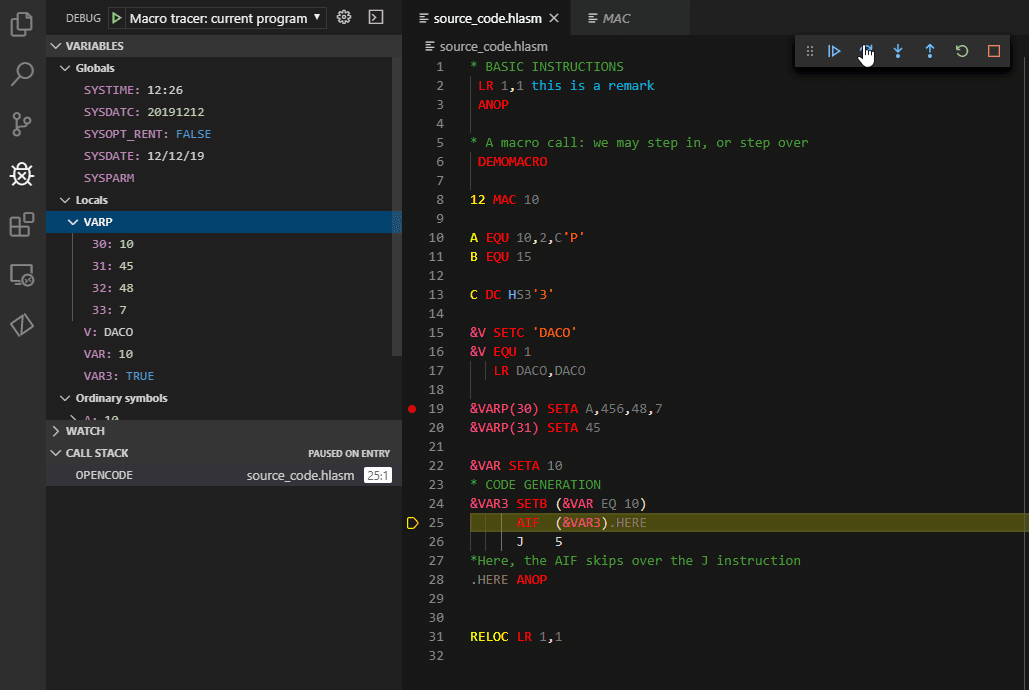 DEBUG Macro tracer: current program
VARIABLES
Globals
SYSTIME: 12:26
SYSDATC: 20191212
SYSOPT_RENT: FALSE
SYSDATE: 12/12/19
SYSPARM
Locals
VARP
30: 10
31: 45
32: 48
33: 7
V: DACO
VAR: 10
VAR3: TRUE
Ordinary symbols
A: 10
WATCH
CALL STACK PAUSED ON ENTRY
OPENCODE source_code.hlasm 25:1
source_code.hlasm MAC
source_code.hlasm
1 * BASIC INSTRUCTIONS
2 LR 1,1 this is a remark
3 ANOP
4
5 * A macro call: we may step in, or step over
6 DEMOMACRO
7
8 12 MAC 10
9
10 A EQU 10,2,C'P'
11 B EQU 15
12
13 C DC HS3'3'
14
15 &V SETC 'DACO'
16 &V EQU 1
17 LR DACO,DACO
18
19 &VARP(30) SETA A,456,48,7
20 &VARP(31) SETA 45
21
22 &VAR SETA 10
23 * CODE GENERATION
24 &VAR3 SETB (&VAR EQ 10)
25 AIF (&VAR3).HERE
26 J 5
27 *Here, the AIF skips over the J instruction
28 .HERE ANOP
29
30
31 RELOC LR 1,1
32